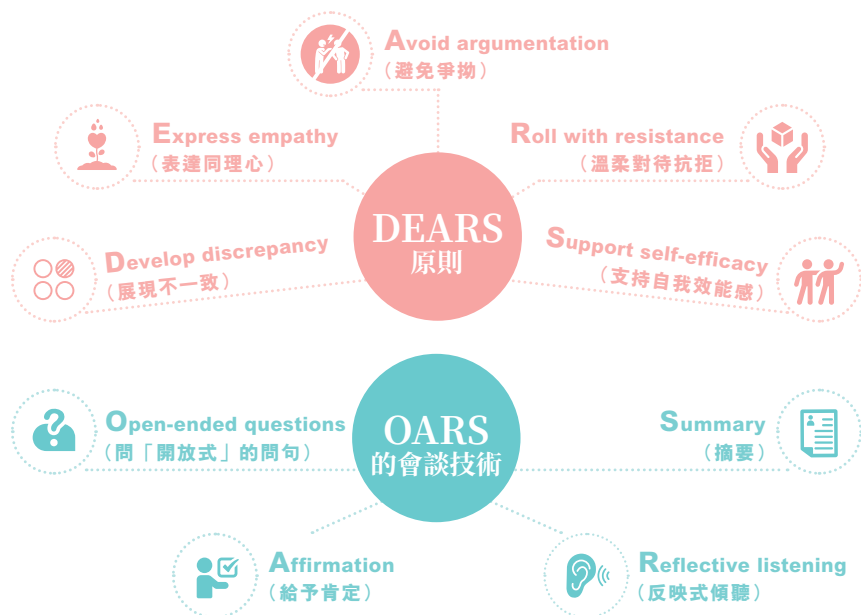 Avoid argumentation
（避免爭拗）
Express empathy
（表達同理心）
Roll with resistance
（溫柔對待抗拒）
DEARS
原則
Develop discrepancy
（展現不一致）
Support self-efficacy
（支持自我效能感）
Open-ended questions
（問「開放式」的問句）
OARS
的會談技術
Summary
（摘要）
Affirmation
（給予肯定）
Reflective listening
（反映式傾聽）